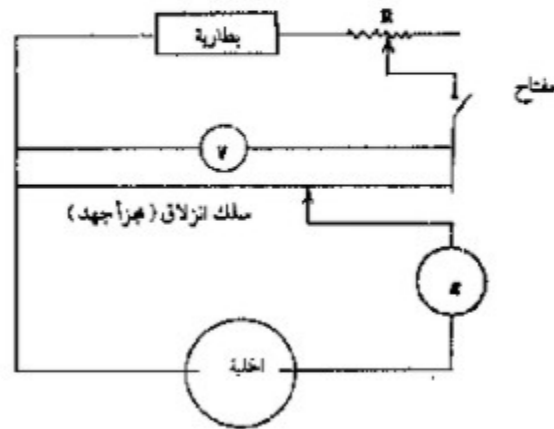 R
بطارية
مفتاح
V
سلك انزلاق ( مجزأ جهد )
g
الخلية